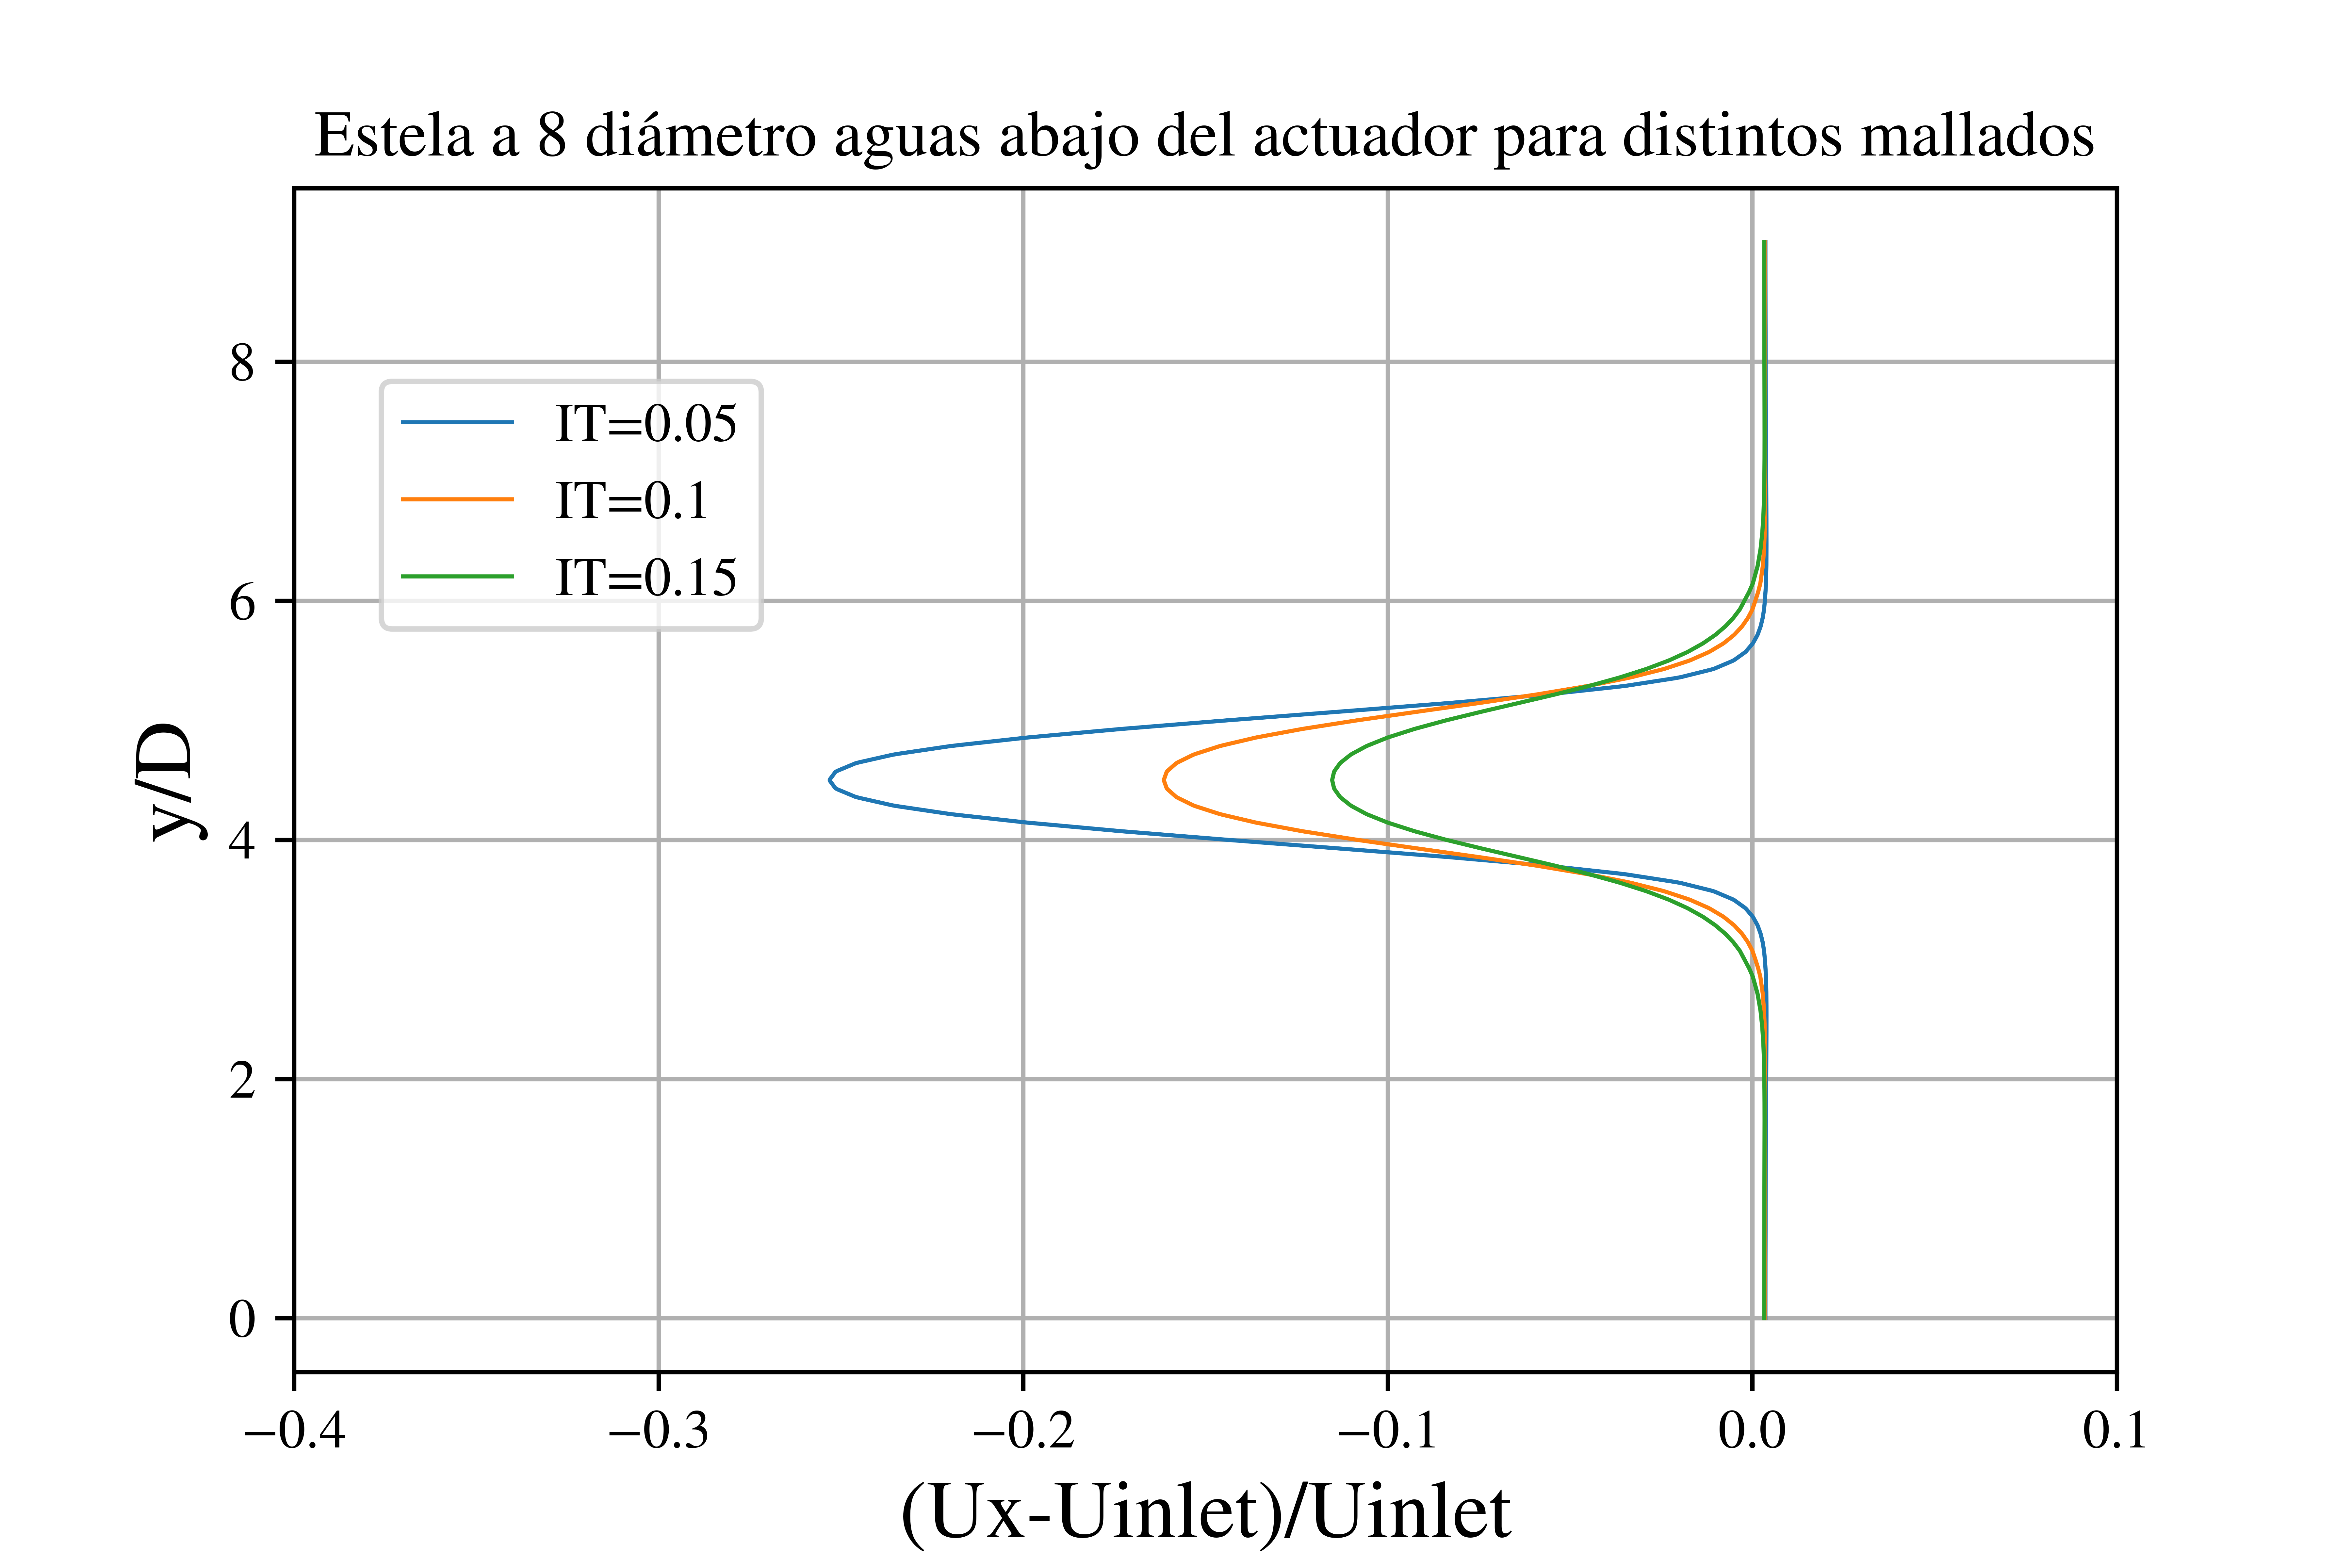 Estela a 8 díámetro aguas abajo del actuador para distintos mallados
8
6
4
2
0
y/D
IT=0.05
IT=0.1
IT=0.15
−0.4 −0.3 −0.2 −0.1 0.0 0.1
(Ux-Uinlet)/Uinlet